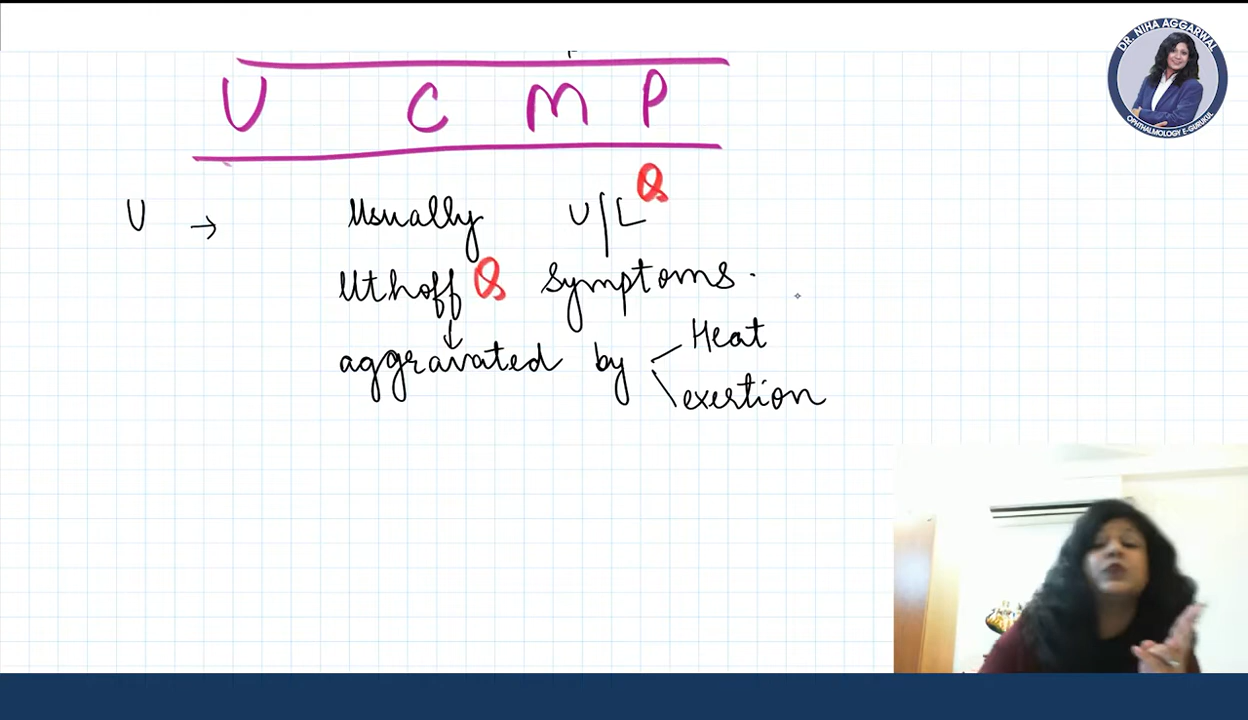 DR. NIHA AGGARWAL
OPHTHALMOLOGY E-GURUKUL
U C M P
U → Usually U/L Q
Uthoff Q symptoms.
↓
aggravated by Heat
exertion